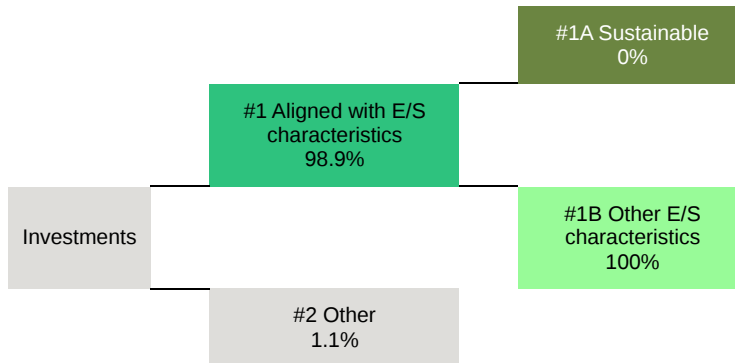 #1A Sustainable
0%
#1 Aligned with E/S
characteristics
98.9%
Investments
#1B Other E/S
characteristics
100%
#2 Other
1.1%